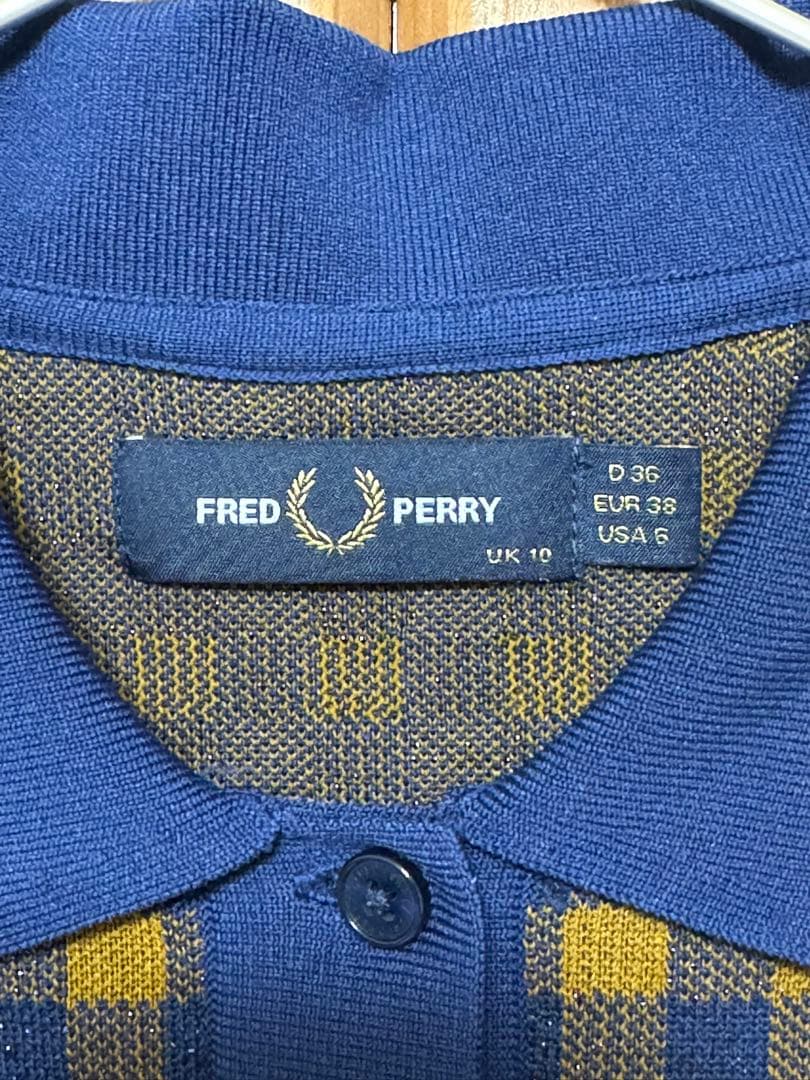 FRED PERRY
UK 10
D 36
EUR 38
USA 6